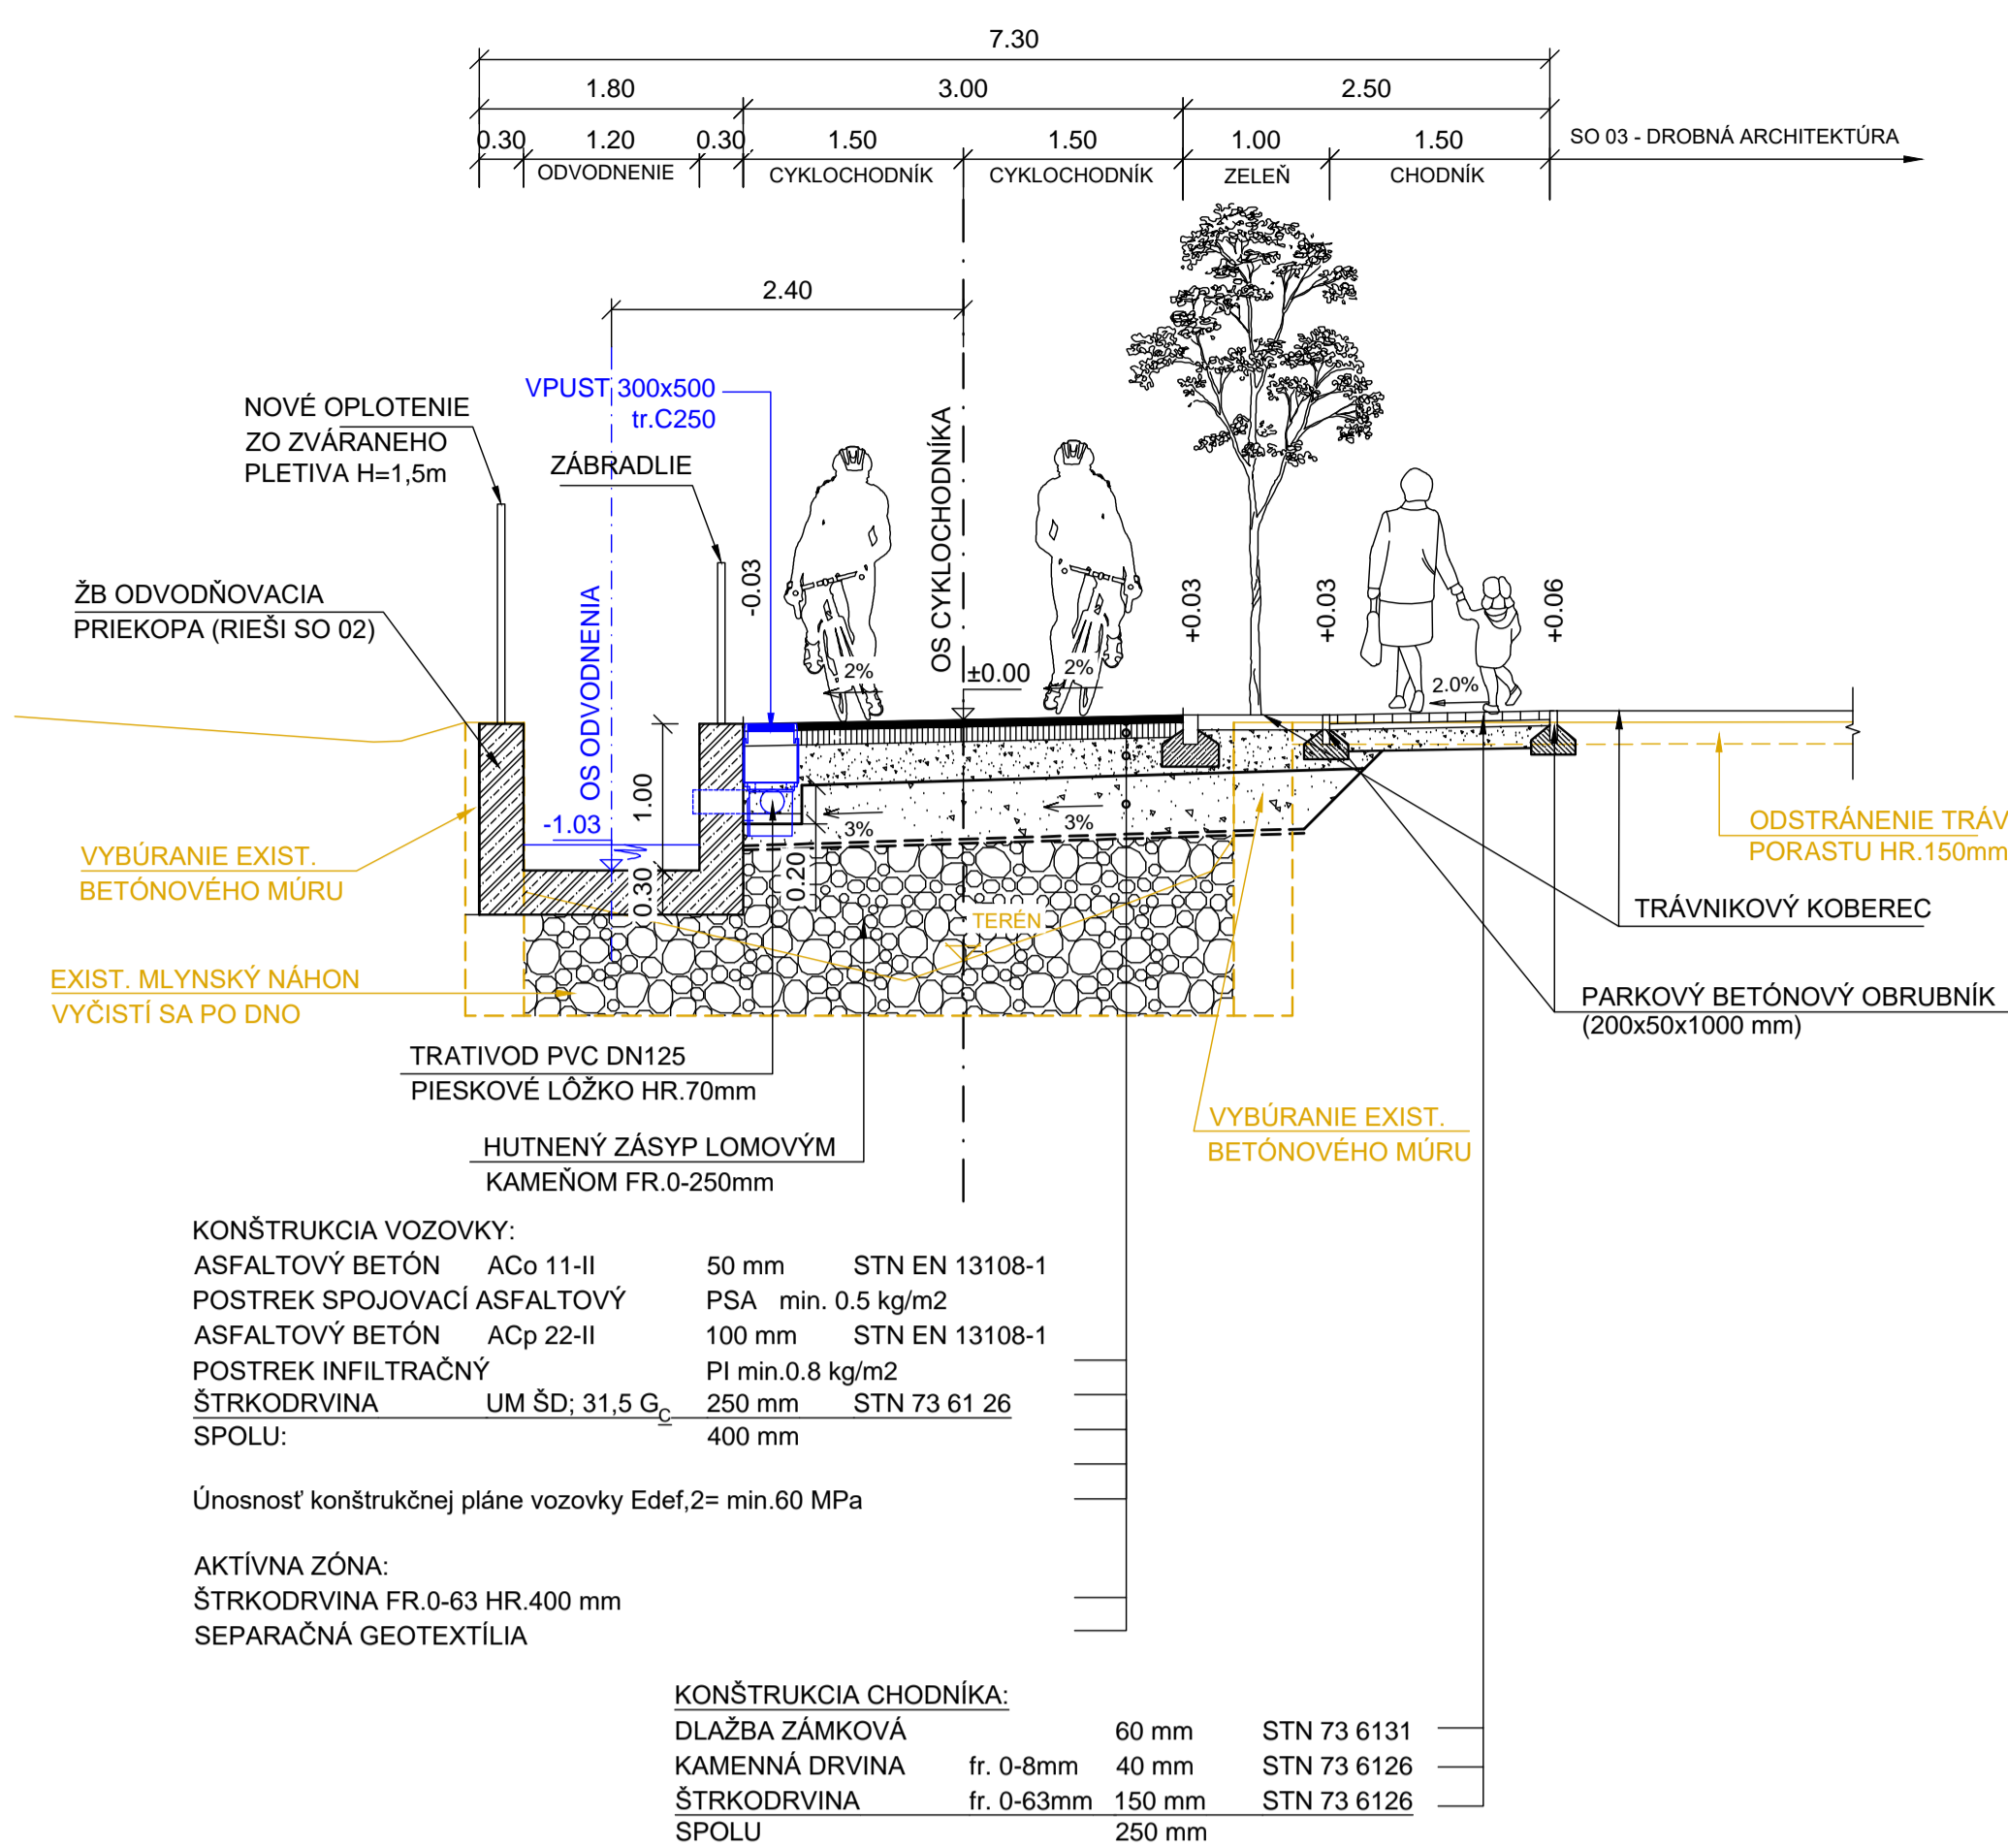 7.30
1.80 3.00 2.50
0.30 1.20 0.30 1.50 1.50 1.00 1.50 SO 03 - DROBNÁ ARCHITEKTÚRA
ODVODNENIE CYKLOCHODNÍK CYKLOCHODNÍK ZELEŇ CHODNÍK
2.40
VPUST 300x500
tr.C250
NOVÉ OPLOTENIE
ZO ZVÁRANEHO
PLETIVA H=1,5m
ZÁBRADLIE
OS CYKLOCHODNÍKA
-0.03
+0.03
+0.03
+0.06
ŽB ODVODŇOVACIA
PRIEKOPA (RIEŠI SO 02)
OS ODVODNENIA
2%
±0.00
2%
2.0%
1.00
-1.03
3%
3%
0.30
0.20
VYBÚRANIE EXIST.
BETÓNOVÉHO MÚRU
ODSTRÁNENIE TRÁV
PORASTU HR.150mm
TERÉN
TRÁVNIKOVÝ KOBEREC
EXIST. MLYNSKÝ NÁHON
VYČISTÍ SA PO DNO
PARKOVÝ BETÓNOVÝ OBRUBNÍK
(200x50x1000 mm)
TRATIVOD PVC DN125
PIESKOVÉ LÔŽKO HR.70mm
VYBÚRANIE EXIST.
BETÓNOVÉHO MÚRU
HUTNENÝ ZÁSYP LOMOVÝM
KAMEŇOM FR.0-250mm
KONŠTRUKCIA VOZOVKY:
ASFALTOVÝ BETÓN ACo 11-II 50 mm STN EN 13108-1
POSTREK SPOJOVACÍ ASFALTOVÝ PSA min. 0.5 kg/m2
ASFALTOVÝ BETÓN ACp 22-II 100 mm STN EN 13108-1
POSTREK INFILTRAČNÝ PI min.0.8 kg/m2
ŠTRKODRVINA UM ŠD; 31,5 GC 250 mm STN 73 61 26
SPOLU: 400 mm
Únosnosť konštrukčnej pláne vozovky Edef,2= min.60 MPa
AKTÍVNA ZÓNA:
ŠTRKODRVINA FR.0-63 HR.400 mm
SEPARAČNÁ GEOTEXTÍLIA
KONŠTRUKCIA CHODNÍKA:
DLAŽBA ZÁMKOVÁ 60 mm STN 73 6131
KAMENNÁ DRVINA fr. 0-8mm 40 mm STN 73 6126
ŠTRKODRVINA fr. 0-63mm 150 mm STN 73 6126
SPOLU 250 mm